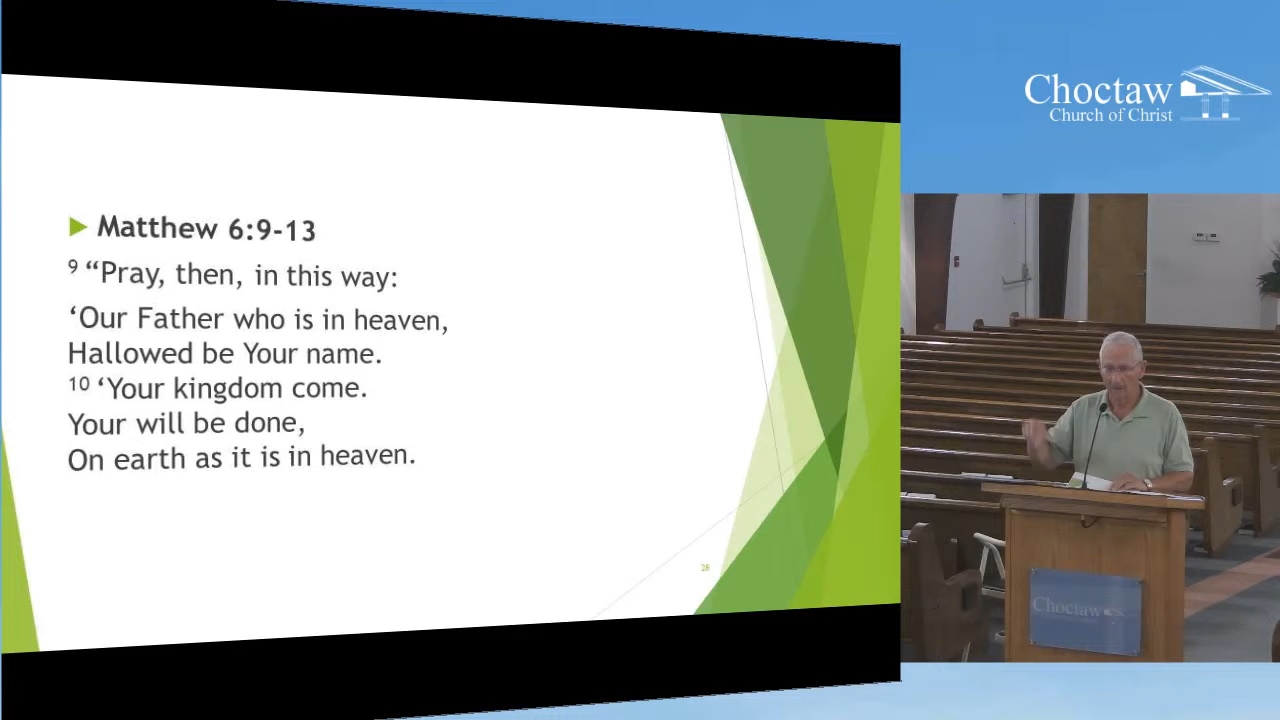 Matthew 6:9-13
9 “Pray, then, in this way:
‘Our Father who is in heaven,
Hallowed be Your name.
10 ‘Your kingdom come.
Your will be done,
On earth as it is in heaven.
28
Choctaw
Church of Christ
Choctaw